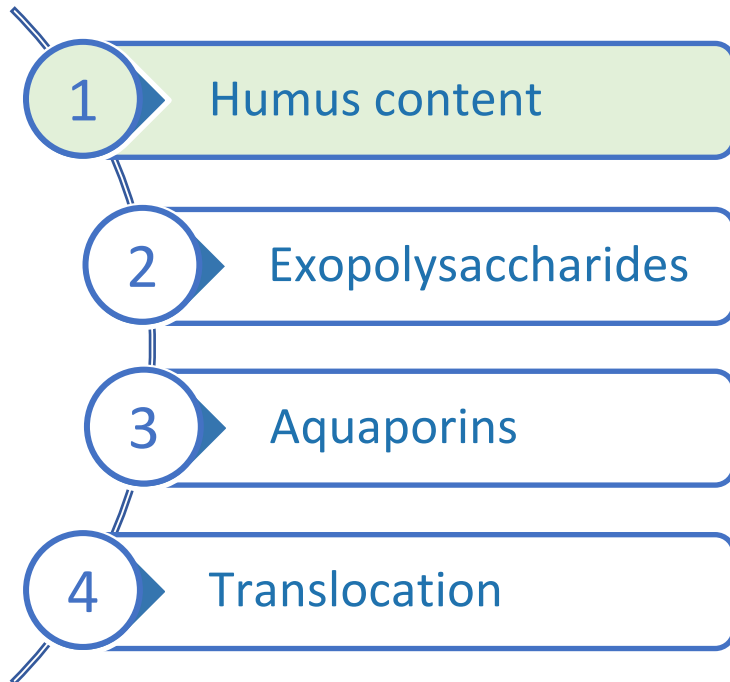 1 Humus content
2 Exopolysaccharides
3 Aquaporins
4 Translocation